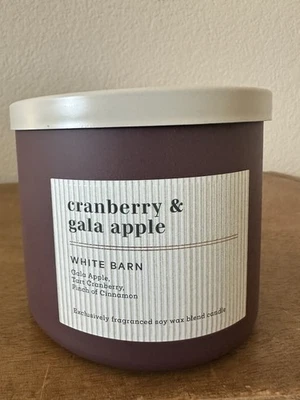 cranberry &
gala apple
WHITE BARN
Gala Apple,
Tart Cranberry,
Pinch of Cinnamon
Exclusively fragranced soy wax blend candle